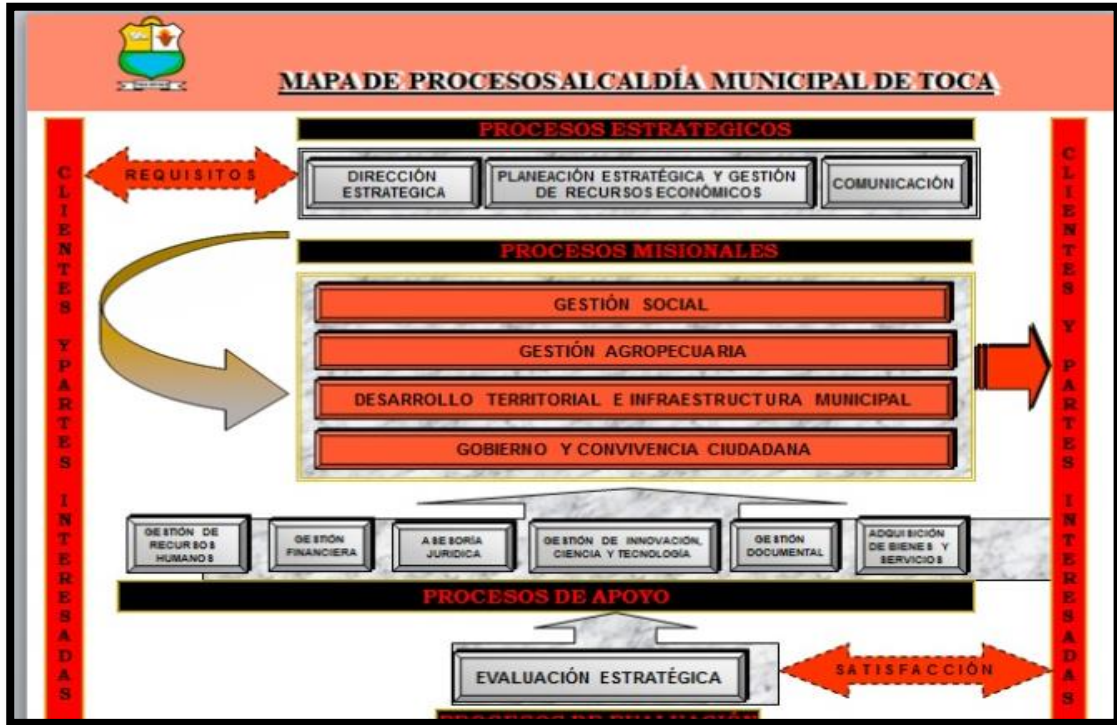 MAPA DE PROCESOS ALCALDÍA MUNICIPAL DE TOCA
CLIENTES Y PARTES INTERESADAS
REQUISITOS
PROCESOS ESTRATEGICOS
DIRECCIÓN
ESTRATEGICA
PLANEACIÓN ESTRATÉGICA Y GESTIÓN
DE RECURSOS ECONÓMICOS
COMUNICACIÓN
PROCESOS MISIONALES
GESTIÓN SOCIAL
GESTIÓN AGROPECUARIA
DESARROLLO TERRITORIAL E INFRAESTRUCTURA MUNICIPAL
GOBIERNO Y CONVIVENCIA CIUDADANA
GESTIÓN DE
RECURSOS
HUMANOS
GESTIÓN
FINANCIERA
ASESORÍA
JURIDICA
GESTIÓN DE INNOVACIÓN,
CIENCIA Y TECNOLOGÍA
GESTIÓN
DOCUMENTAL
ADQUISICIÓN
DE BIENES Y
SERVICIOS
PROCESOS DE APOYO
EVALUACIÓN ESTRATÉGICA
SATISFACCIÓN
PROCESOS DE EVALUACIÓN
CLIENTES Y PARTES INTERESADAS